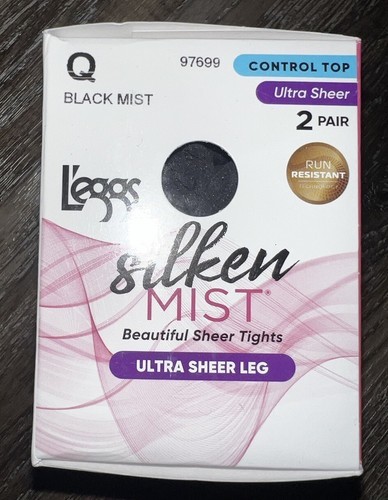 Q
97699
CONTROL TOP
BLACK MIST
Ultra Sheer
2 PAIR
RUN
RESISTANT
TECHNOLOGY
L'eggs
silken
MIST®
Beautiful Sheer Tights
ULTRA SHEER LEG